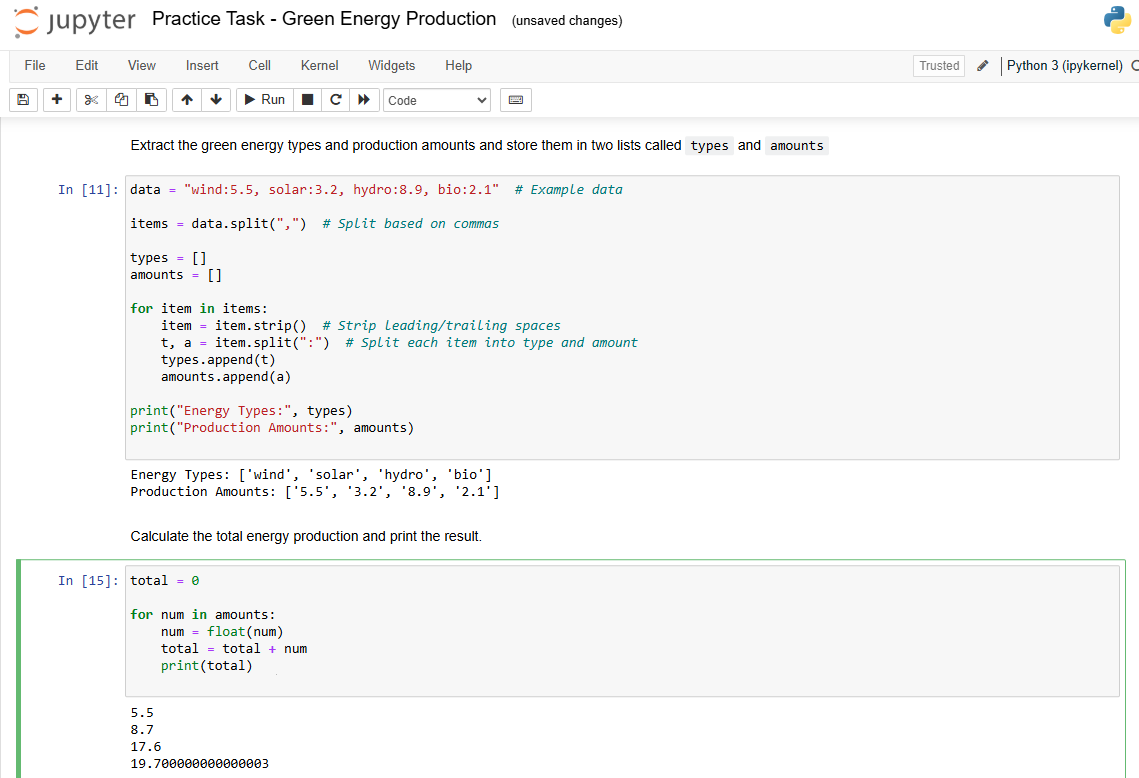 jupyter Practice Task - Green Energy Production (unsaved changes)
File Edit View Insert Cell Kernel Widgets Help Trusted Python 3 (ipykernel)
Run Code
Extract the green energy types and production amounts and store them in two lists called types and amounts
In [11]: data = "wind:5.5, solar:3.2, hydro:8.9, bio:2.1"  # Example data
items = data.split(",")  # Split based on commas
types = []
amounts = []
for item in items:
    item = item.strip()  # Strip leading/trailing spaces
    t, a = item.split(":")  # Split each item into type and amount
    types.append(t)
    amounts.append(a)
print("Energy Types:", types)
print("Production Amounts:", amounts)
Energy Types: ['wind', 'solar', 'hydro', 'bio']
Production Amounts: ['5.5', '3.2', '8.9', '2.1']
Calculate the total energy production and print the result.
In [15]: total = 0
for num in amounts:
    num = float(num)
    total = total + num
    print(total)
5.5
8.7
17.6
19.700000000000003